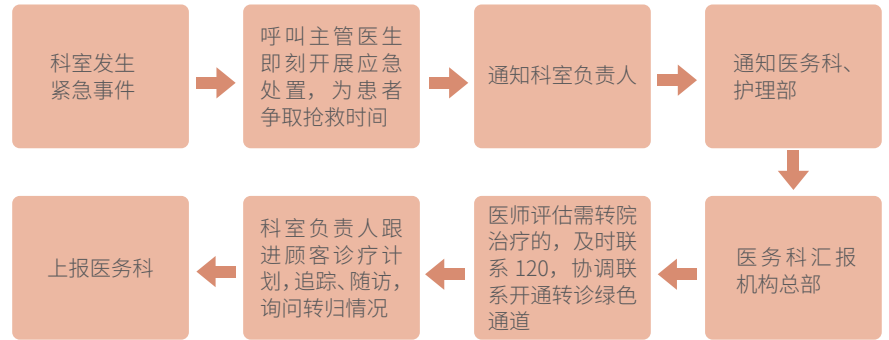 科室发生
紧急事件
呼叫主管医生
即刻开展应急
处置，为患者
争取抢救时间
通知科室负责人
通知医务科、
护理部
医务科汇报
机构总部
医师评估需转院
治疗的，及时联
系 120，协调联
系开通转诊绿色
通道
科室负责人跟
进顾客诊疗计
划，追踪、随访，
询问转归情况
上报医务科